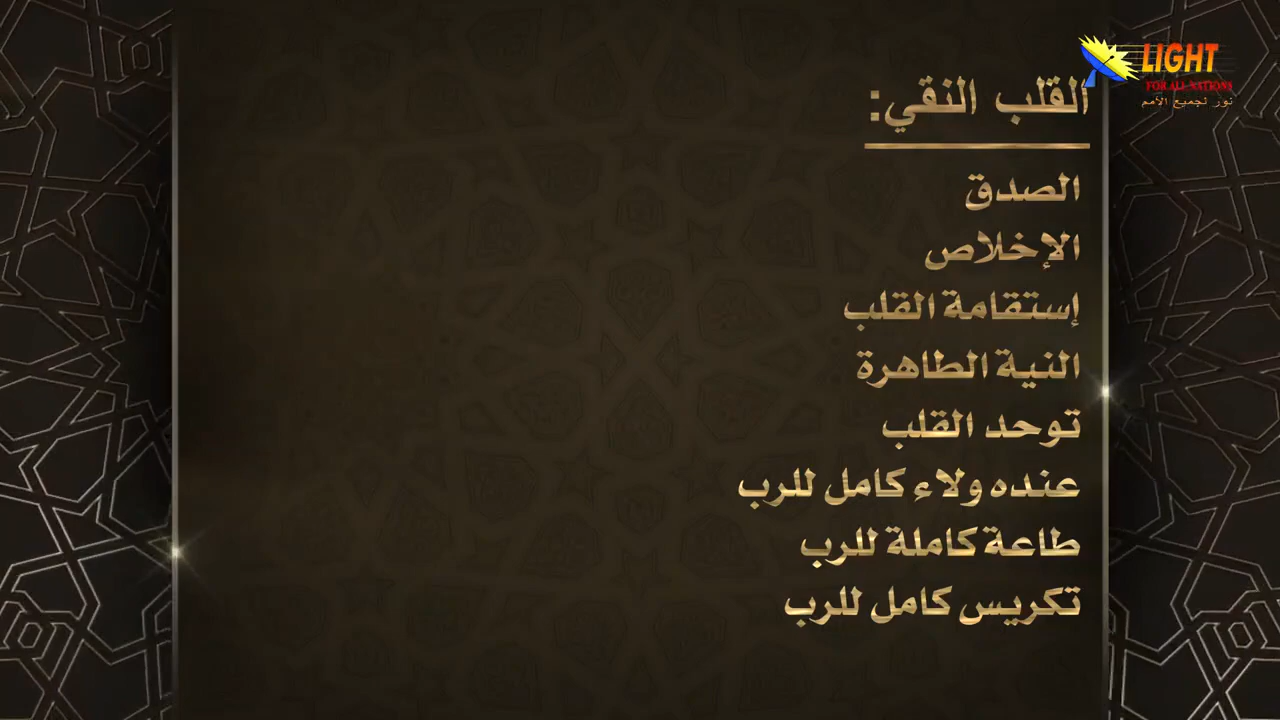 LIGHT
FOR ALL NATIONS
نور لجميع الأمم
القلب النقي:
الصدق
الإخلاص
إستقامة القلب
النية الطاهرة
توحد القلب
عنده ولاء كامل للرب
طاعة كاملة للرب
تكريس كامل للرب